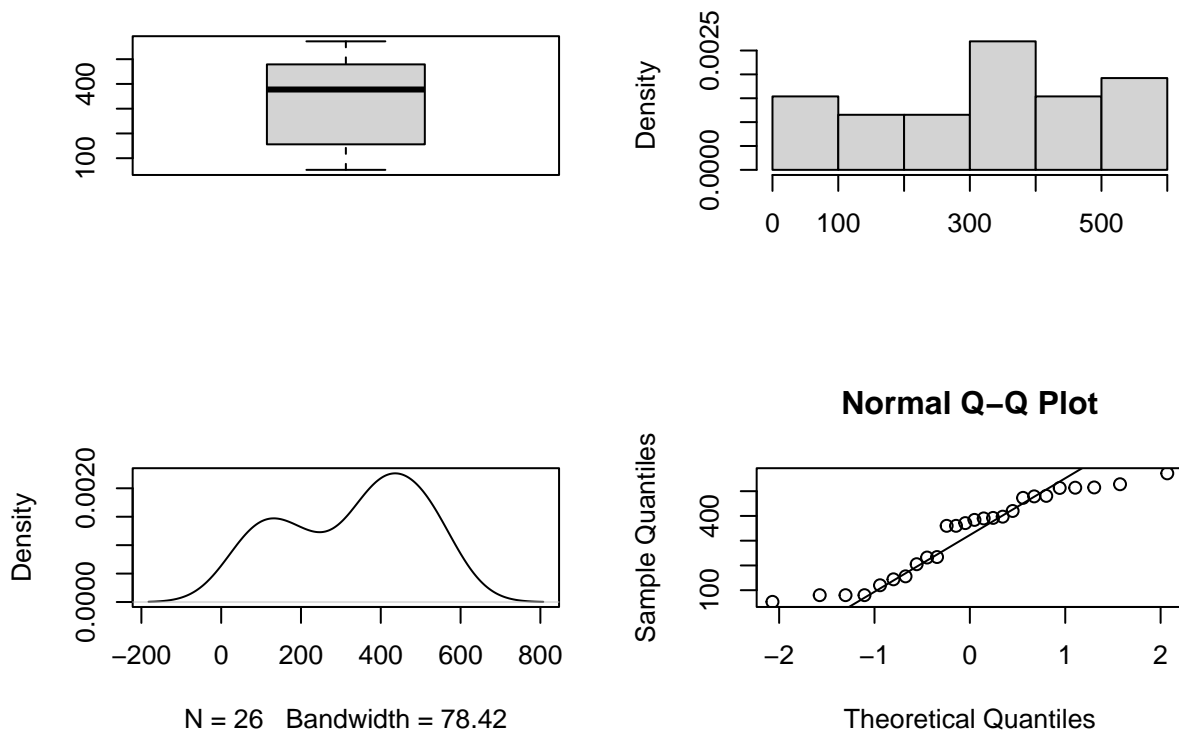 100 400
Density
0.0000 0.0025
0 100 300 500
Density
0.0000 0.0020
−200 0 200 400 600 800
N = 26 Bandwidth = 78.42
Normal Q−Q Plot
Sample Quantiles
100 400
−2 −1 0 1 2
Theoretical Quantiles